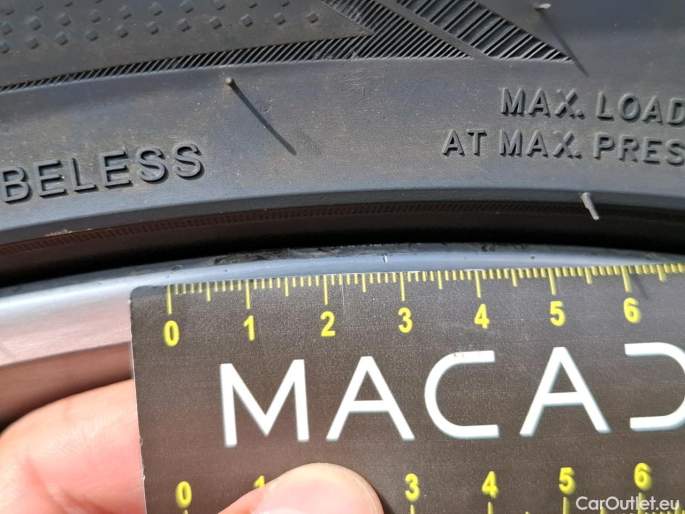 MAX. LOAD
BELESS
AT MAX. PRES
0 1 2 3 4 5 6
MACAD
0 1 3 4 5 6
CarOutlet.eu